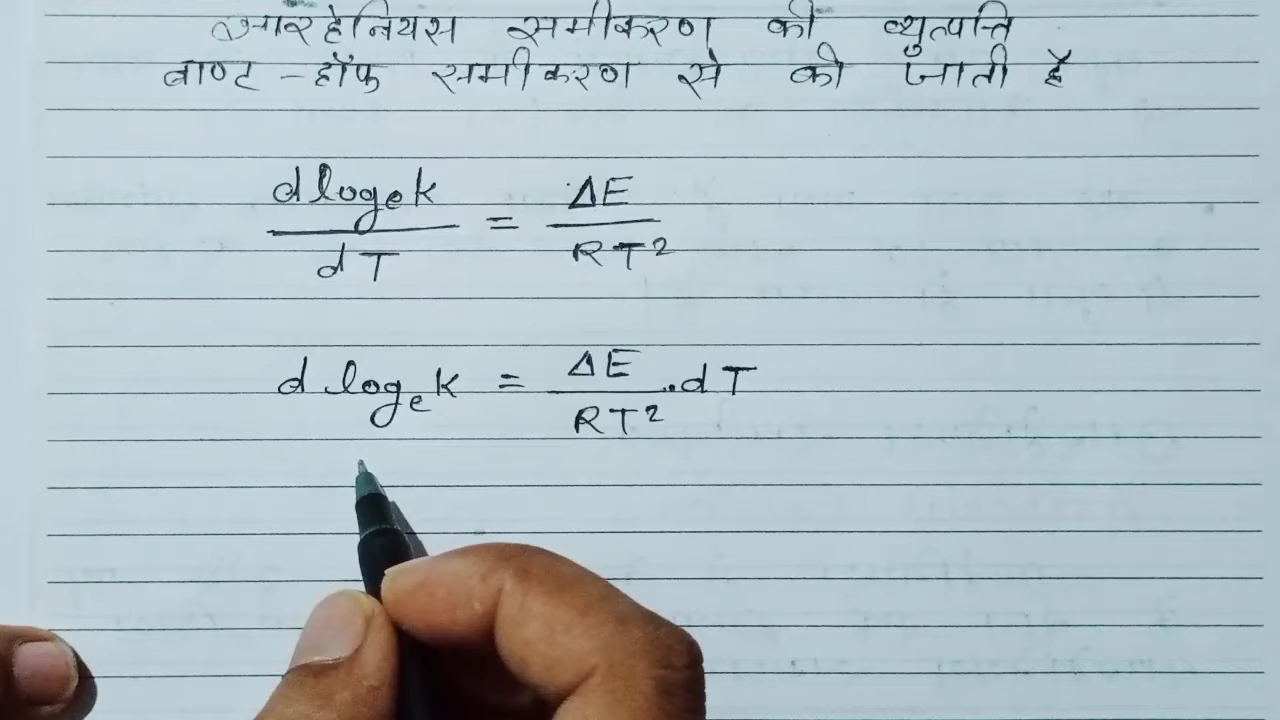 आरहेनियस समीकरण की व्युत्पत्ति
वाण्ट - हॉफ समीकरण से की जाती है
d logₑk / dT = ΔE / RT²
d logₑk = ΔE / RT² . dT